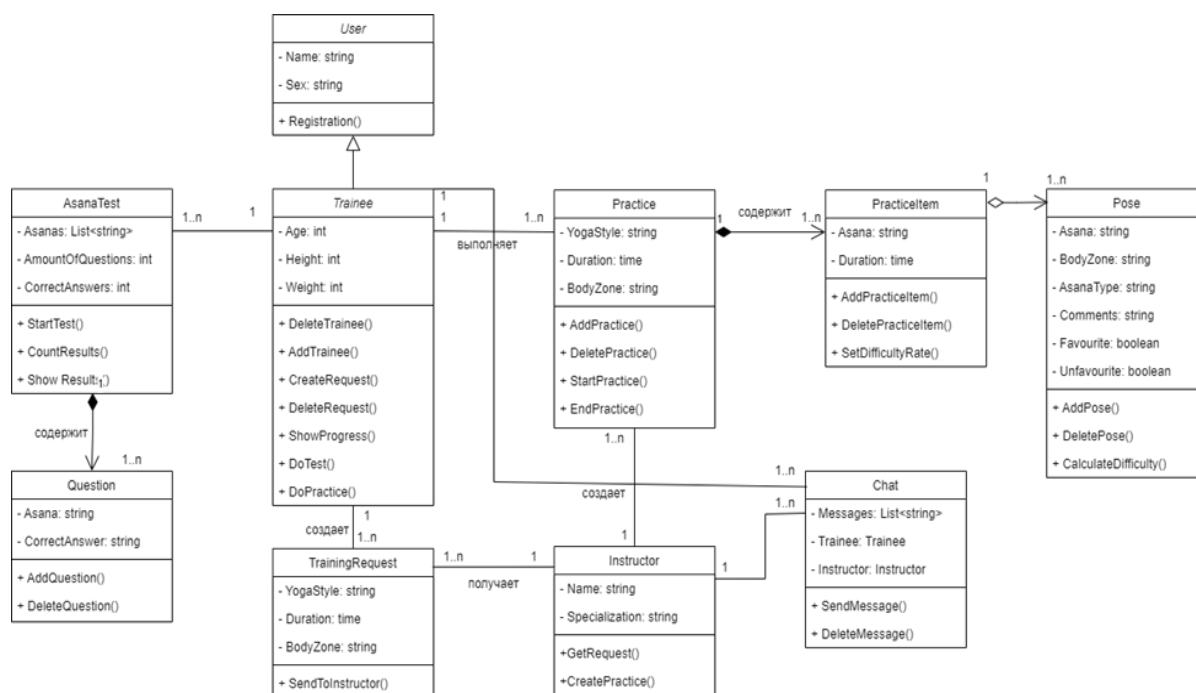 User
- Name: string
- Sex: string
+ Registration()
AsanaTest
- Asanas: List<string>
- AmountOfQuestions: int
- CorrectAnswers: int
+ StartTest()
+ CountResults()
+ Show Results()
1
содержит
1..n
Question
- Asana: string
- CorrectAnswer: string
+ AddQuestion()
+ DeleteQuestion()
1..n
1
Trainee
- Age: int
- Height: int
- Weight: int
+ DeleteTrainee()
+ AddTrainee()
+ CreateRequest()
+ DeleteRequest()
+ ShowProgress()
+ DoTest()
+ DoPractice()
1
создает
1..n
TrainingRequest
- YogaStyle: string
- Duration: time
- BodyZone: string
+ SendToInstructor()
1
1
выполняет
1..n
Practice
- YogaStyle: string
- Duration: time
- BodyZone: string
+ AddPractice()
+ DeletePractice()
+ StartPractice()
+ EndPractice()
1..n
создает
1
1..n
получает
1
Instructor
- Name: string
- Specialization: string
+GetRequest()
+CreatePractice()
1
содержит
1..n
PracticeItem
- Asana: string
- Duration: time
+ AddPracticeItem()
+ DeletePracticeItem()
+ SetDifficultyRate()
1
1..n
Pose
- Asana: string
- BodyZone: string
- AsanaType: string
- Comments: string
- Favourite: boolean
- Unfavourite: boolean
+ AddPose()
+ DeletePose()
+ CalculateDifficulty()
1..n
1..n
1
Chat
- Messages: List<string>
- Trainee: Trainee
- Instructor: Instructor
+ SendMessage()
+ DeleteMessage()